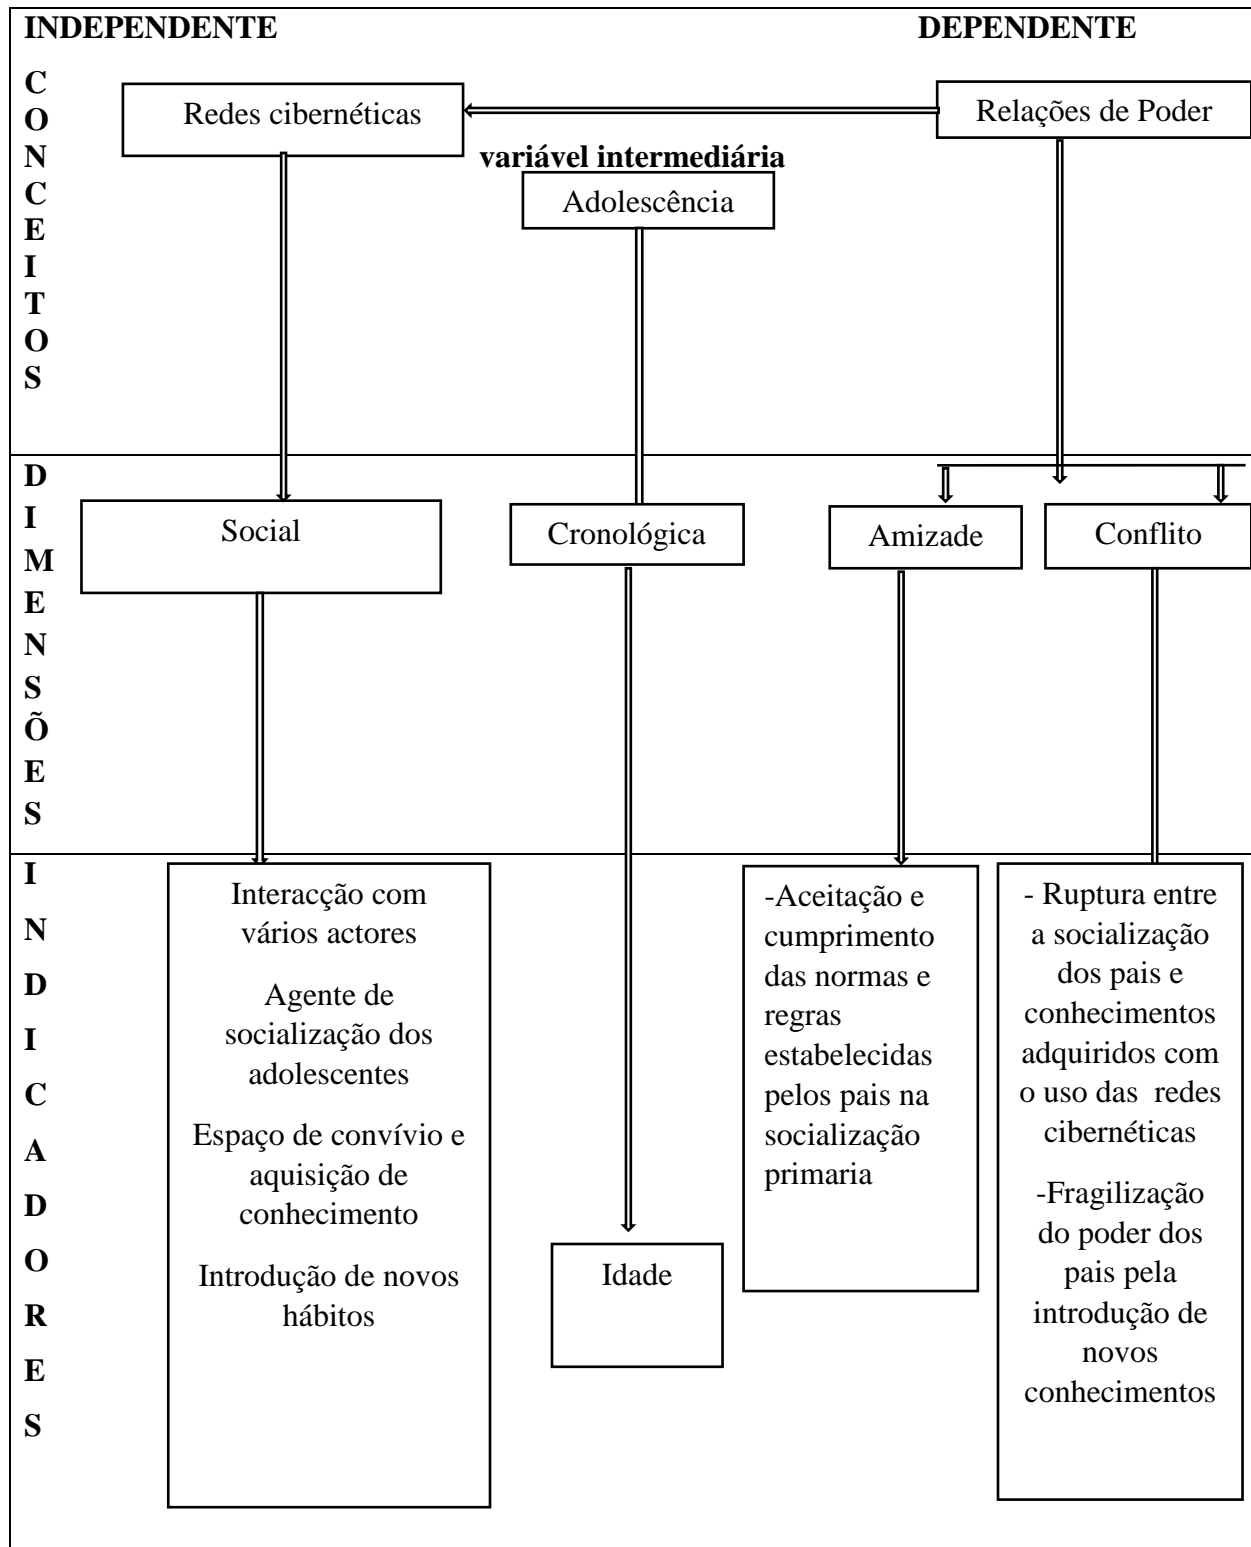 INDEPENDENTE
DEPENDENTE
C
O
N
C
E
I
T
O
S
Redes cibernéticas
Relações de Poder
variável intermediária
Adolescência
D
I
M
E
N
S
Õ
E
S
Social
Cronológica
Amizade
Conflito
I
N
D
I
C
A
D
O
R
E
S
Interacção com
vários actores
Agente de
socialização dos
adolescentes
Espaço de convívio e
aquisição de
conhecimento
Introdução de novos
hábitos
Idade
-Aceitação e
cumprimento
das normas e
regras
estabelecidas
pelos pais na
socialização
primaria
- Ruptura entre
a socialização
dos pais e
conhecimentos
adquiridos com
o uso das redes
cibernéticas
-Fragilização
do poder dos
pais pela
introdução de
novos
conhecimentos